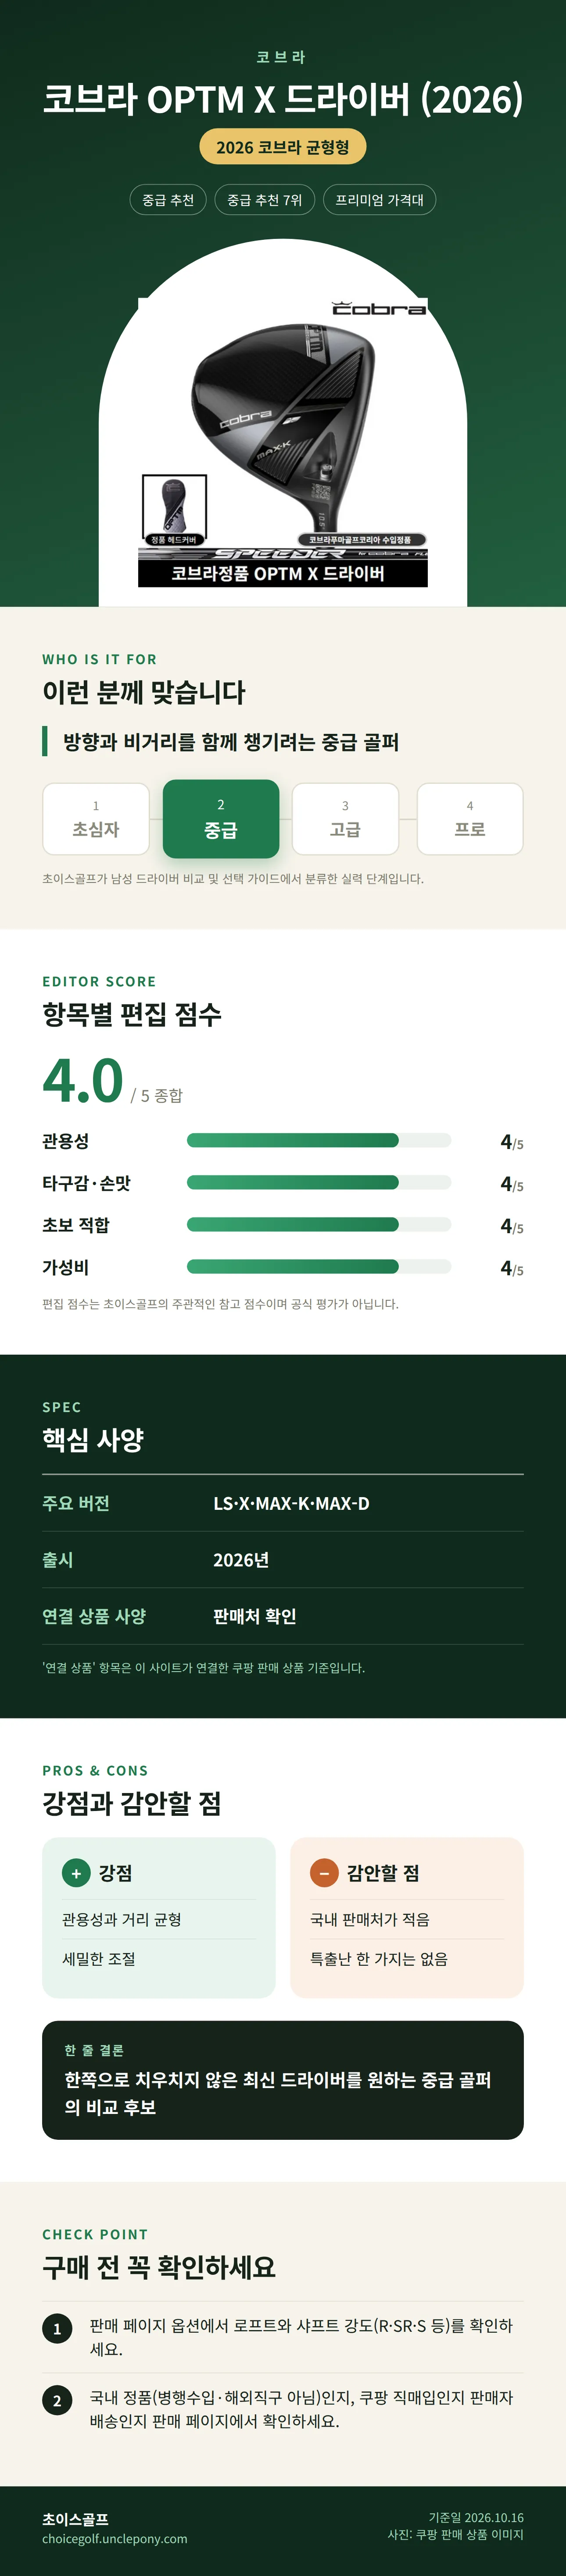 코브라
코브라 OPTM X 드라이버 (2026)
2026 코브라 균형형
중급 추천
중급 추천 7위
프리미엄 가격대
cobra
cobra
MAX-K
OPTM
정품 헤드커버
코브라푸마골프코리아 수입정품
SPEEDER for cobra
코브라정품 OPTM X 드라이버
WHO IS IT FOR
이런 분께 맞습니다
방향과 비거리를 함께 챙기려는 중급 골퍼
1
초심자
2
중급
3
고급
4
프로
초이스골프가 남성 드라이버 비교 및 선택 가이드에서 분류한 실력 단계입니다.
EDITOR SCORE
항목별 편집 점수
4.0 / 5 종합
관용성 4/5
타구감·손맛 4/5
초보 적합 4/5
가성비 4/5
편집 점수는 초이스골프의 주관적인 참고 점수이며 공식 평가가 아닙니다.
SPEC
핵심 사양
주요 버전 LS·X·MAX-K·MAX-D
출시 2026년
연결 상품 사양 판매처 확인
'연결 상품' 항목은 이 사이트가 연결한 쿠팡 판매 상품 기준입니다.
PROS & CONS
강점과 감안할 점
+ 강점
관용성과 거리 균형
세밀한 조절
− 감안할 점
국내 판매처가 적음
특출난 한 가지는 없음
한 줄 결론
한쪽으로 치우치지 않은 최신 드라이버를 원하는 중급 골퍼
의 비교 후보
CHECK POINT
구매 전 꼭 확인하세요
1 판매 페이지 옵션에서 로프트와 샤프트 강도(R·SR·S 등)를 확인하
세요.
2 국내 정품(병행수입·해외직구 아님)인지, 쿠팡 직매입인지 판매자
배송인지 판매 페이지에서 확인하세요.
초이스골프
choicegolf.unclepony.com
기준일 2026.10.16
사진: 쿠팡 판매 상품 이미지